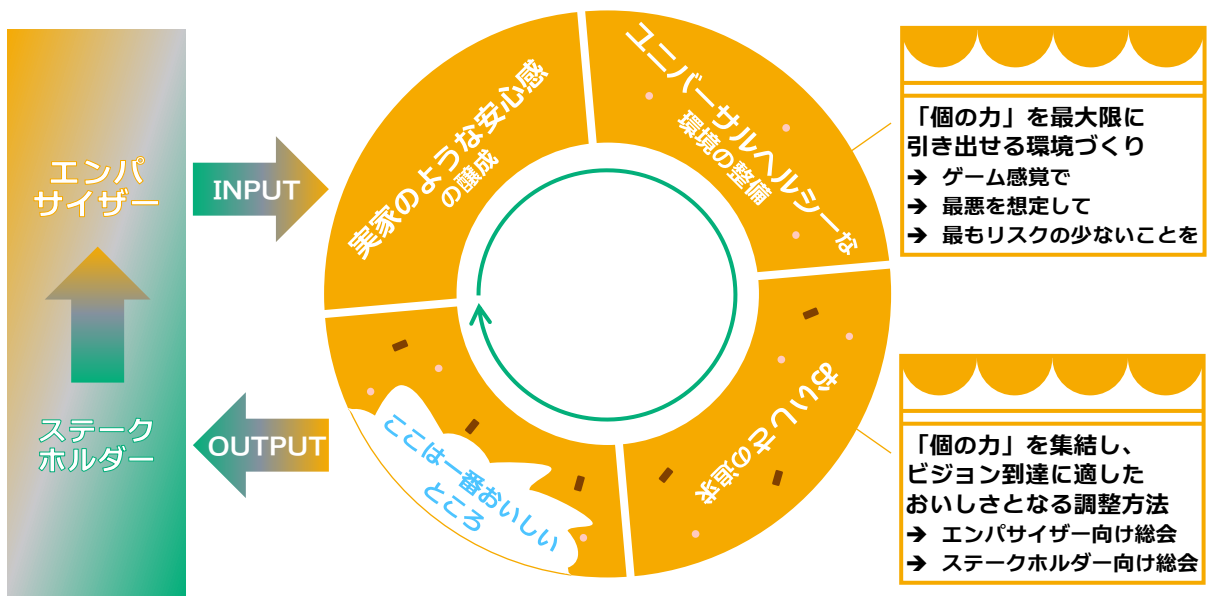 エンパ
サイザー
ステーク
ホルダー
INPUT
OUTPUT
実家のような安心感
の醸成
ユニバーサルヘルシーな
環境の整備
おいしさの追求
ここは一番おいしい
ところ
「個の力」を最大限に
引き出せる環境づくり
➔ ゲーム感覚で
➔ 最悪を想定して
➔ 最もリスクの少ないことを
「個の力」を集結し、
ビジョン到達に適した
おいしさとなる調整方法
➔ エンパサイザー向け総会
➔ ステークホルダー向け総会